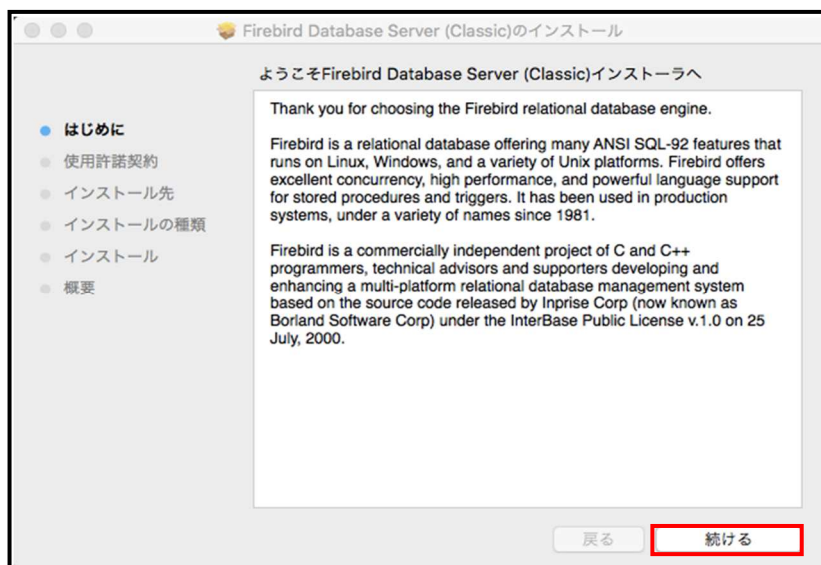 Firebird Database Server (Classic)のインストール
ようこそFirebird Database Server (Classic)インストーラへ
はじめに
使用許諾契約
インストール先
インストールの種類
インストール
概要
Thank you for choosing the Firebird relational database engine.
Firebird is a relational database offering many ANSI SQL-92 features that
runs on Linux, Windows, and a variety of Unix platforms. Firebird offers
excellent concurrency, high performance, and powerful language support
for stored procedures and triggers. It has been used in production
systems, under a variety of names since 1981.
Firebird is a commercially independent project of C and C++
programmers, technical advisors and supporters developing and
enhancing a multi-platform relational database management system
based on the source code released by Inprise Corp (now known as
Borland Software Corp) under the InterBase Public License v.1.0 on 25
July, 2000.
戻る
続ける